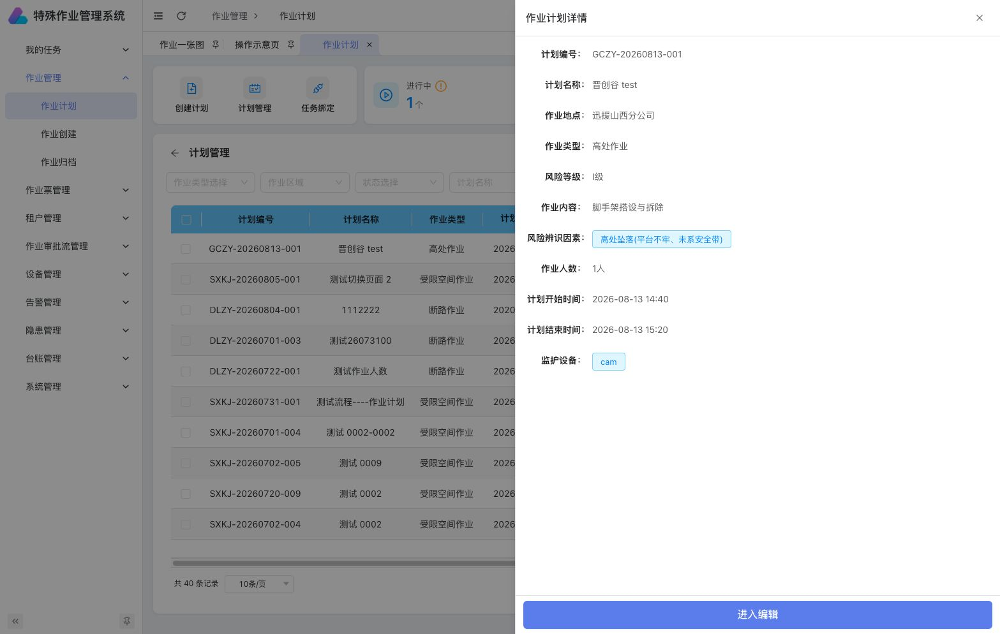 特殊作业管理系统
我的任务
作业管理
作业计划
作业创建
作业归档
作业票管理
租户管理
作业审批流管理
设备管理
告警管理
隐患管理
台账管理
系统管理
作业管理 作业计划
作业一张图 操作示意页 作业计划
创建计划 计划管理 任务绑定
进行中
1个
计划管理
作业类型选择 作业区域 状态选择 计划名称
计划编号 计划名称 作业类型 计划
GCZY-20260813-001 晋创谷 test 高处作业 2026
SXKJ-20260805-001 测试切换页面 2 受限空间作业 2026
DLZY-20260804-001 1112222 断路作业 2020
DLZY-20260701-003 测试26073100 断路作业 2026
DLZY-20260722-001 测试作业人数 断路作业 2026
SXKJ-20260731-001 测试流程----作业计划 受限空间作业 2026
SXKJ-20260701-004 测试 0002-0002 受限空间作业 2026
SXKJ-20260702-005 测试 0009 受限空间作业 2026
SXKJ-20260720-009 测试 0002 受限空间作业 2026
SXKJ-20260702-004 测试 0002 受限空间作业 2026
共 40 条记录 10条/页
作业计划详情
计划编号： GCZY-20260813-001
计划名称： 晋创谷 test
作业地点： 迅援山西分公司
作业类型： 高处作业
风险等级： I级
作业内容： 脚手架搭设与拆除
风险辨识因素： 高处坠落(平台不牢、未系安全带)
作业人数： 1人
计划开始时间： 2026-08-13 14:40
计划结束时间： 2026-08-13 15:20
监护设备： cam
进入编辑